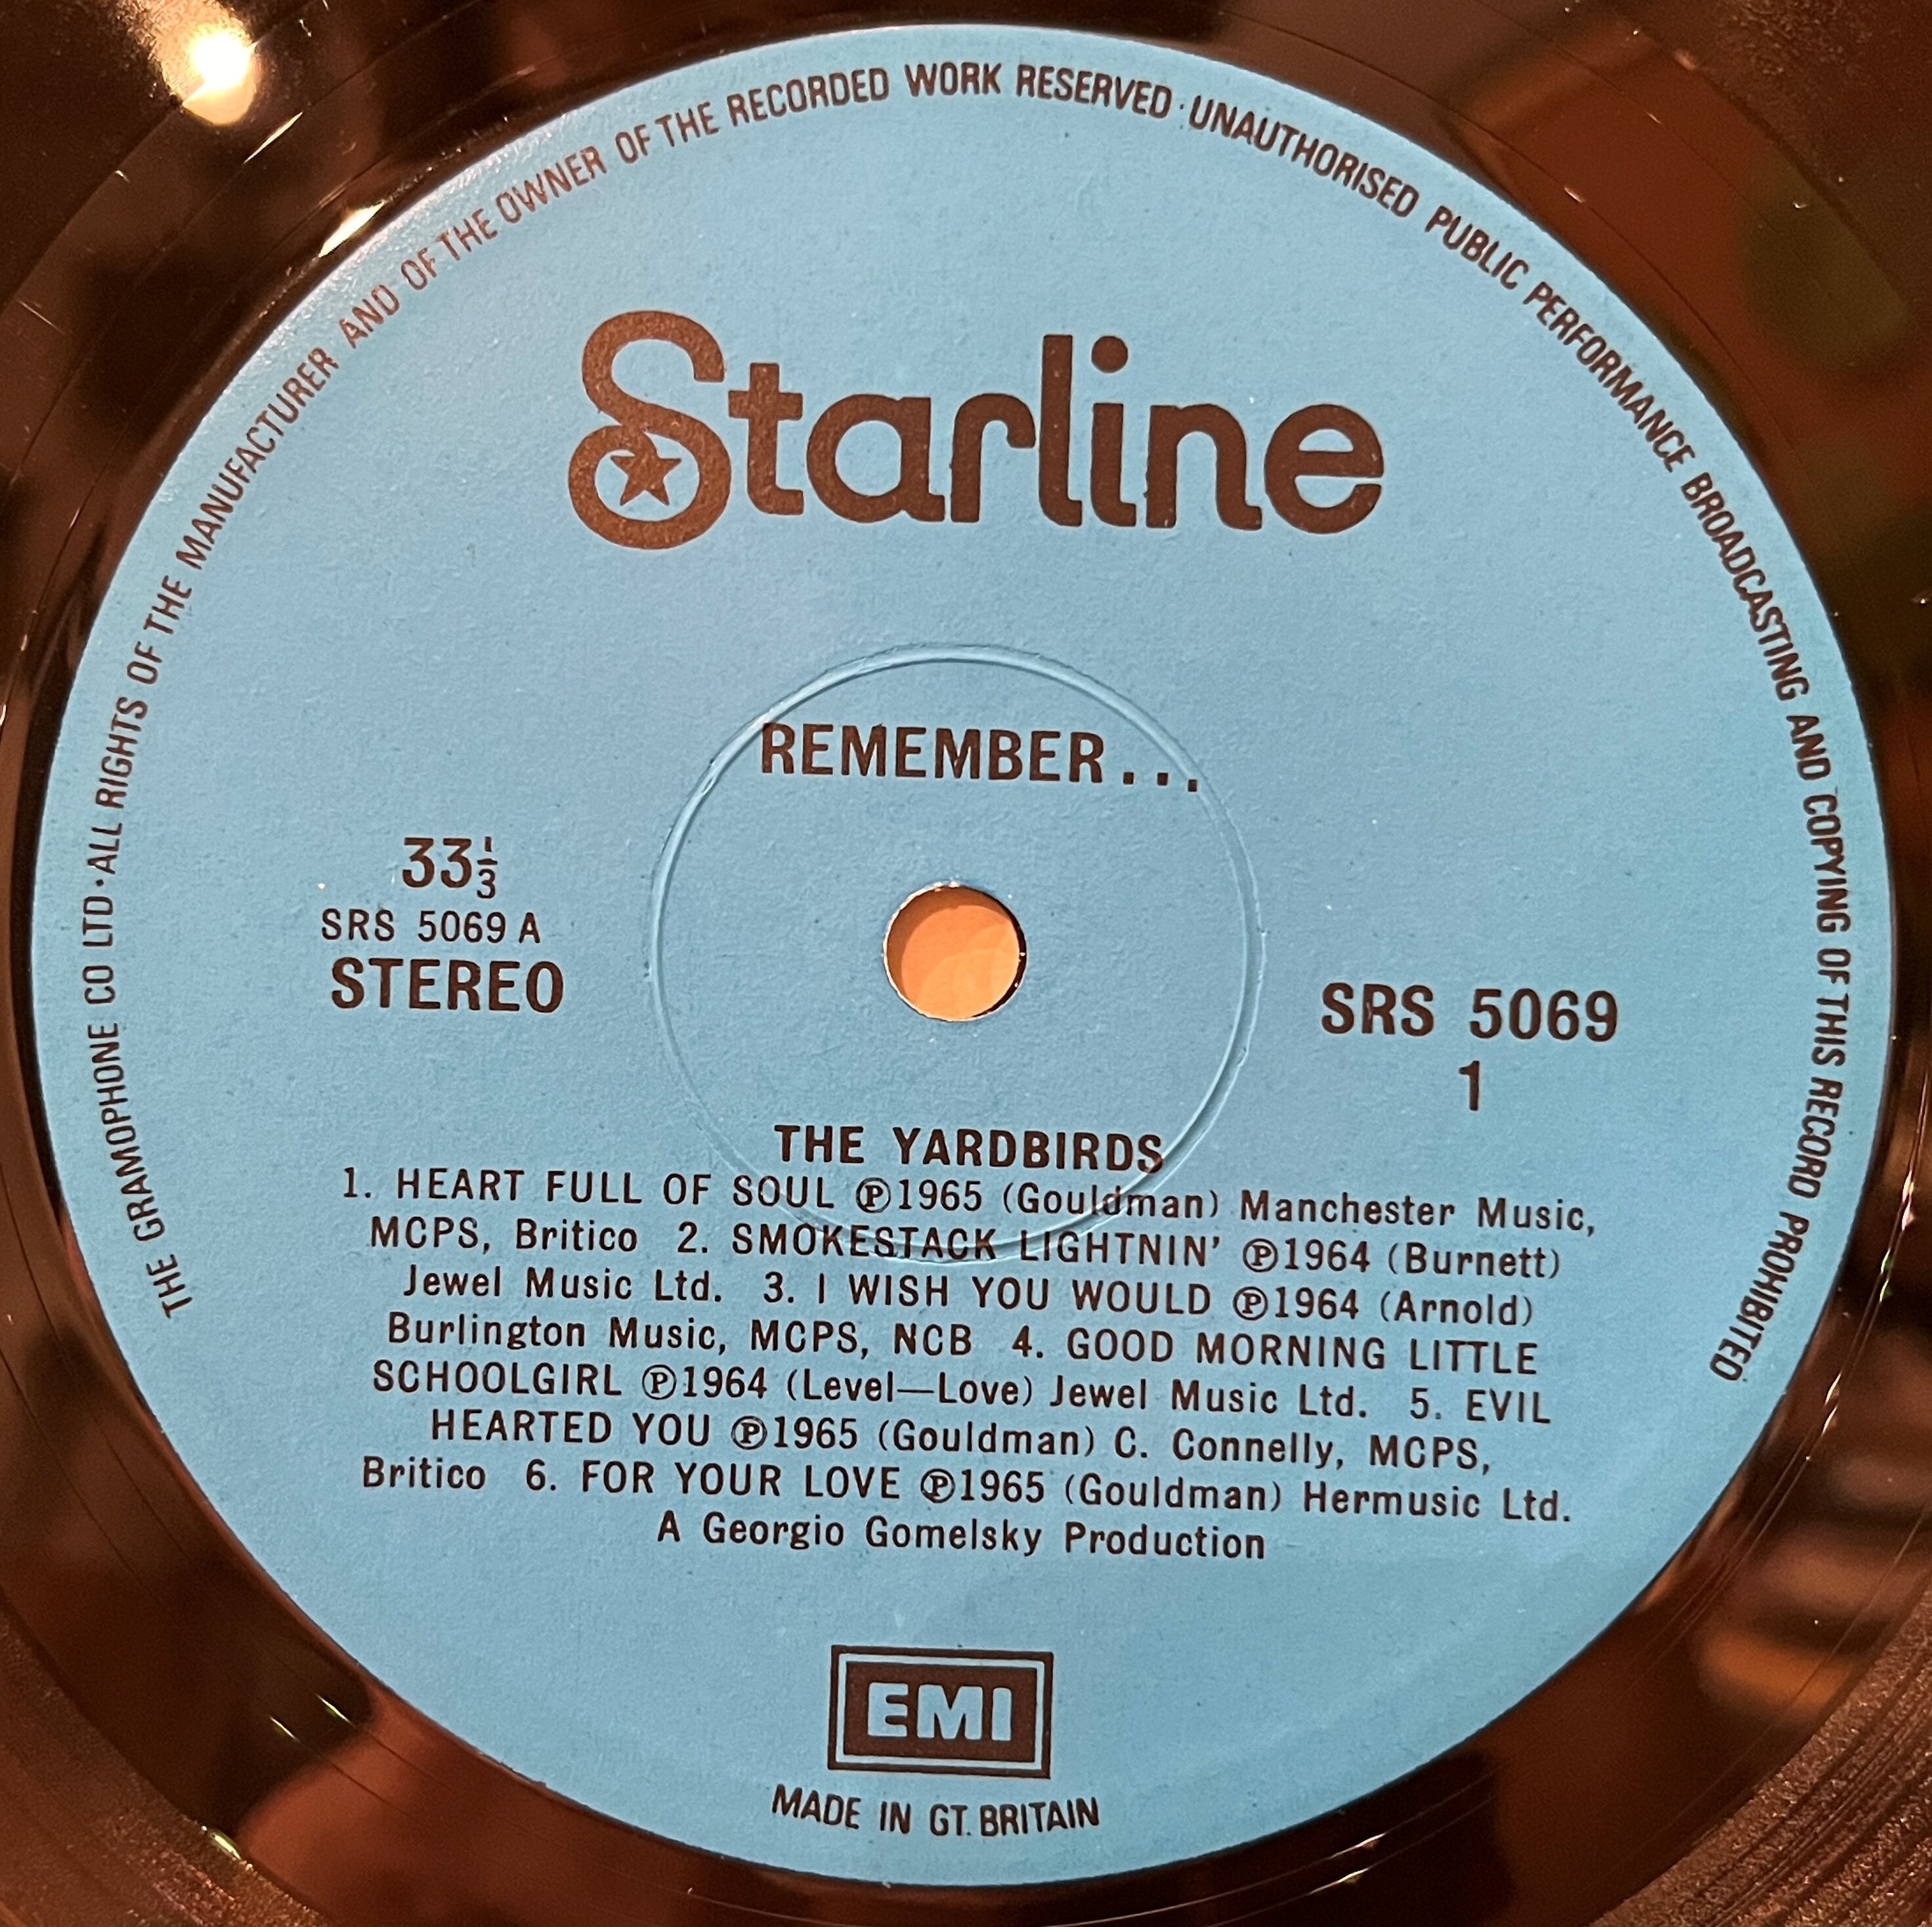 THE GRAMOPHONE CO LTD·ALL RIGHTS OF THE MANUFACTURER AND OF THE OWNER OF THE RECORDED WORK RESERVED·UNAUTHORISED PUBLIC PERFORMANCE BROADCASTING AND COPYING OF THIS RECORD PROHIBITED
Starline
REMEMBER...
33⅓
SRS 5069 A
STEREO
SRS 5069
1
THE YARDBIRDS
1. HEART FULL OF SOUL ℗1965 (Gouldman) Manchester Music,
MCPS, Britico 2. SMOKESTACK LIGHTNIN' ℗1964 (Burnett)
Jewel Music Ltd. 3. I WISH YOU WOULD ℗1964 (Arnold)
Burlington Music, MCPS, NCB 4. GOOD MORNING LITTLE
SCHOOLGIRL ℗1964 (Level—Love) Jewel Music Ltd. 5. EVIL
HEARTED YOU ℗1965 (Gouldman) C. Connelly, MCPS,
Britico 6. FOR YOUR LOVE ℗1965 (Gouldman) Hermusic Ltd.
A Georgio Gomelsky Production
EMI
MADE IN GT. BRITAIN